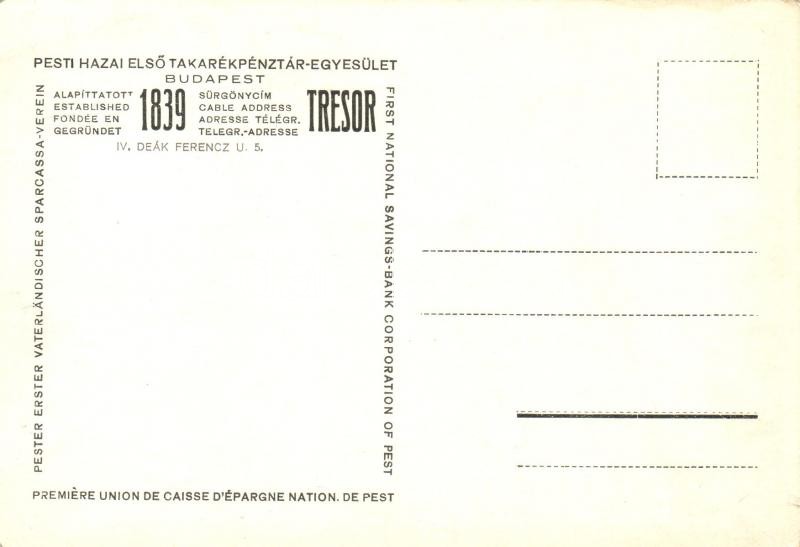 PESTI HAZAI ELSŐ TAKARÉKPÉNZTÁR-EGYESÜLET
BUDAPEST
ALAPÍTTATOTT
ESTABLISHED
FONDÉE EN
GEGRÜNDET
1839
SÜRGÖNYCÍM
CABLE ADDRESS
ADRESSE TÉLÉGR.
TELEGR.-ADRESSE
TRESOR
IV. DEÁK FERENCZ U. 5.
PESTER ERSTER VATERLÄNDISCHER SPARCASSA-VEREIN
FIRST NATIONAL SAVINGS-BANK CORPORATION OF PEST
PREMIÈRE UNION DE CAISSE D'ÉPARGNE NATION. DE PEST